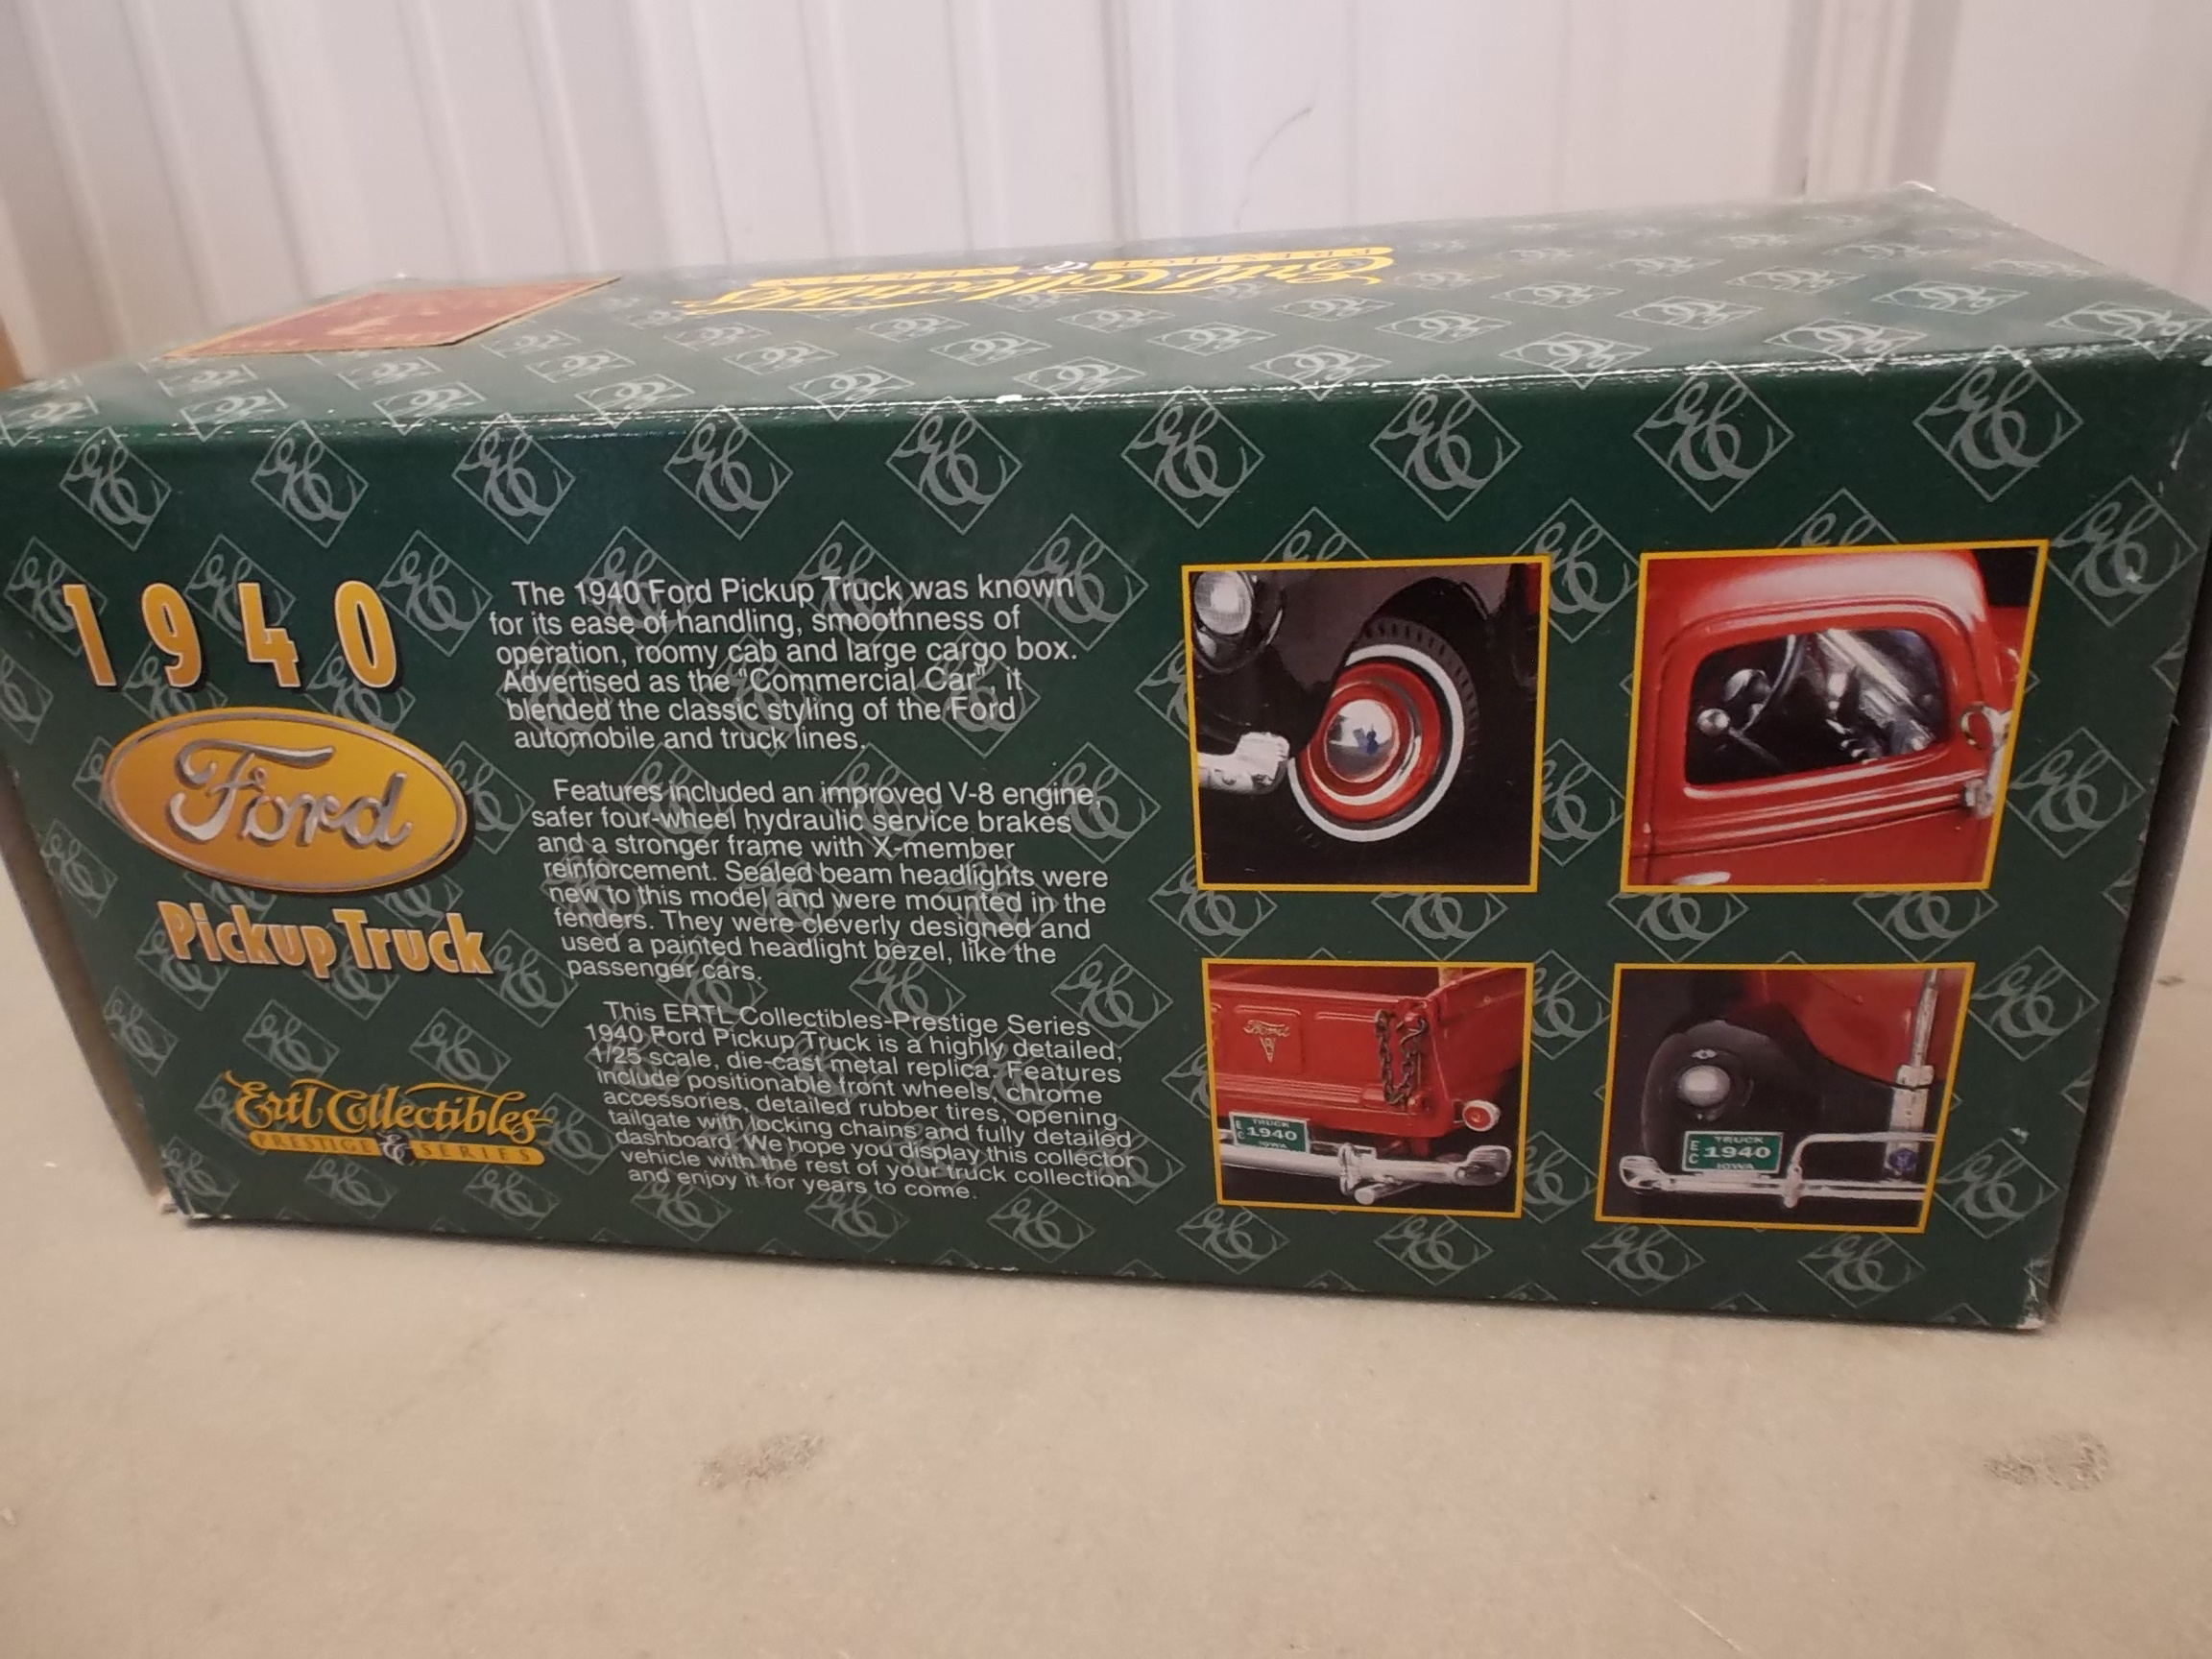 Ertl Collectibles
PRESTIGE & SERIES
1940
Ford
Pickup Truck
Ertl Collectibles
PRESTIGE & SERIES
The 1940 Ford Pickup Truck was known
for its ease of handling, smoothness of
operation, roomy cab and large cargo box.
Advertised as the "Commercial Car", it
blended the classic styling of the Ford
automobile and truck lines.
Features included an improved V-8 engine,
safer four-wheel hydraulic service brakes
and a stronger frame with X-member
reinforcement. Sealed beam headlights were
new to this model and were mounted in the
fenders. They were cleverly designed and
used a painted headlight bezel, like the
passenger cars.
This ERTL Collectibles-Prestige Series
1940 Ford Pickup Truck is a highly detailed,
1/25 scale, die-cast metal replica. Features
include positionable front wheels, chrome
accessories, detailed rubber tires, opening
tailgate with locking chains and fully detailed
dashboard. We hope you display this collector
vehicle with the rest of your truck collection
and enjoy it for years to come.
Ford
V8
TRUCK
EC 1940
IOWA
TRUCK
EC 1940
IOWA